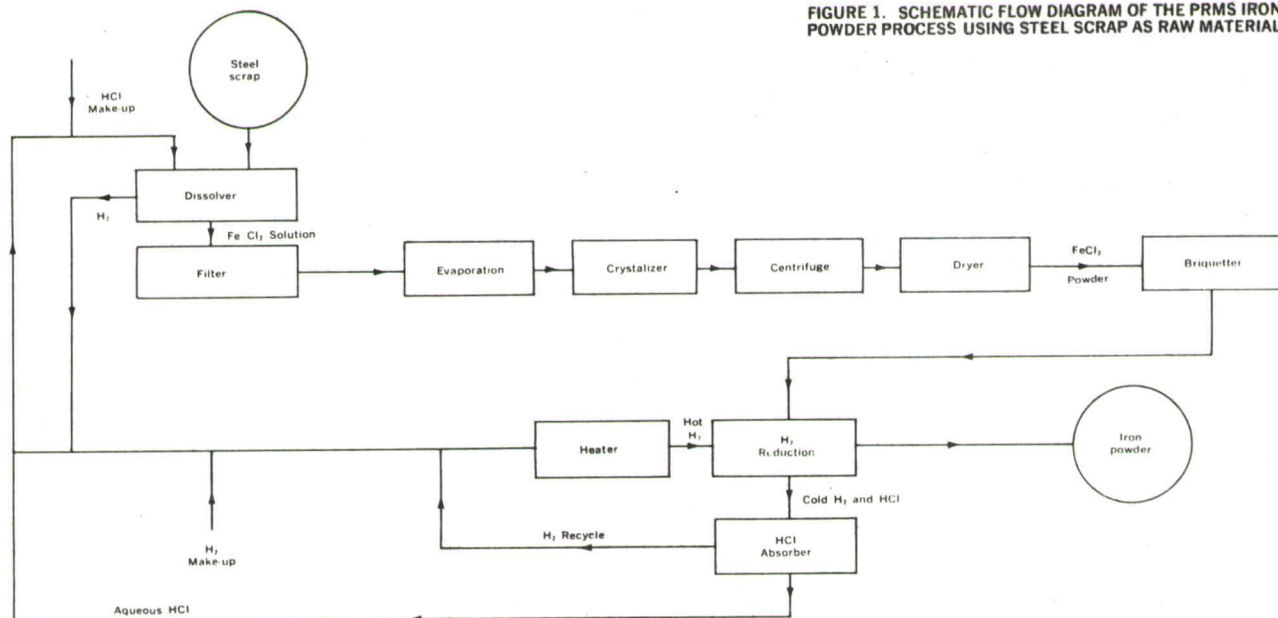 FIGURE 1. SCHEMATIC FLOW DIAGRAM OF THE PRMS IRON
POWDER PROCESS USING STEEL SCRAP AS RAW MATERIAL
Steel
scrap
HCl
Make-up
Dissolver
H₂
Fe Cl₂ Solution
Filter
Evaporation
Crystalizer
Centrifuge
Dryer
FeCl₂
Powder
Briquetter
Heater
Hot
H₂
H₂
Reduction
Iron
powder
Cold H₂ and HCl
H₂ Recycle
HCl
Absorber
H₂
Make-up
Aqueous HCl